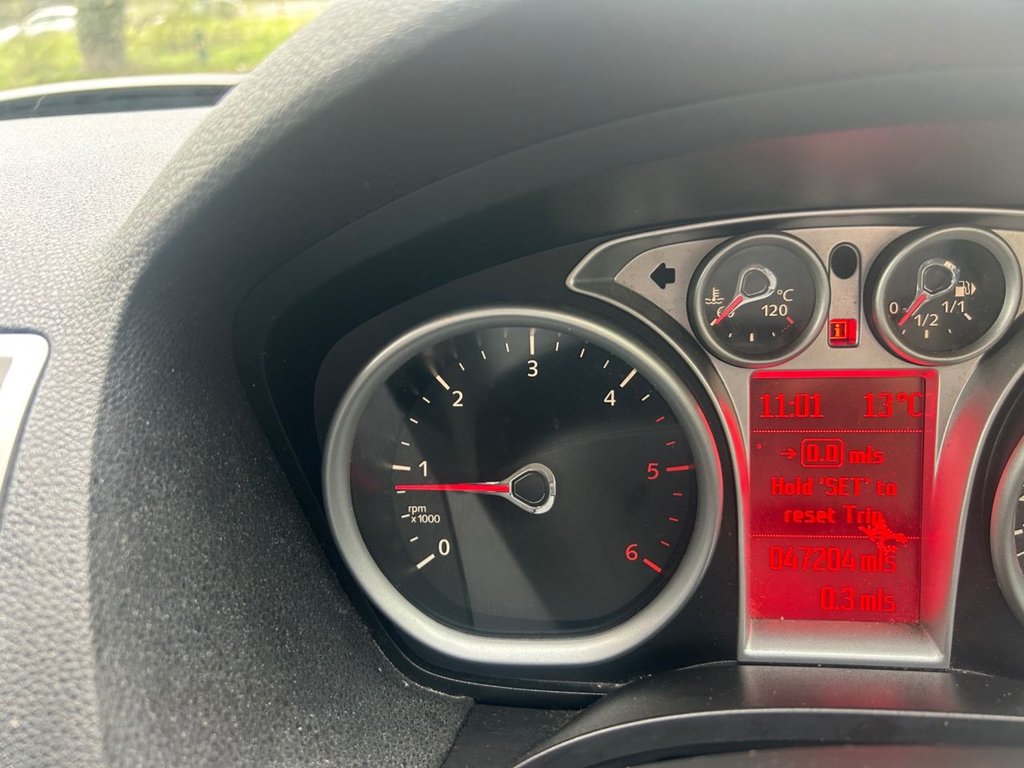 60 120 °C
0 1/2 1/1
i
0 1 2 3 4 5 6
rpm
x1000
11:01 13°C
→ 0.0 mls
Hold 'SET' to
reset Trip
047204 mls
0.3 mls